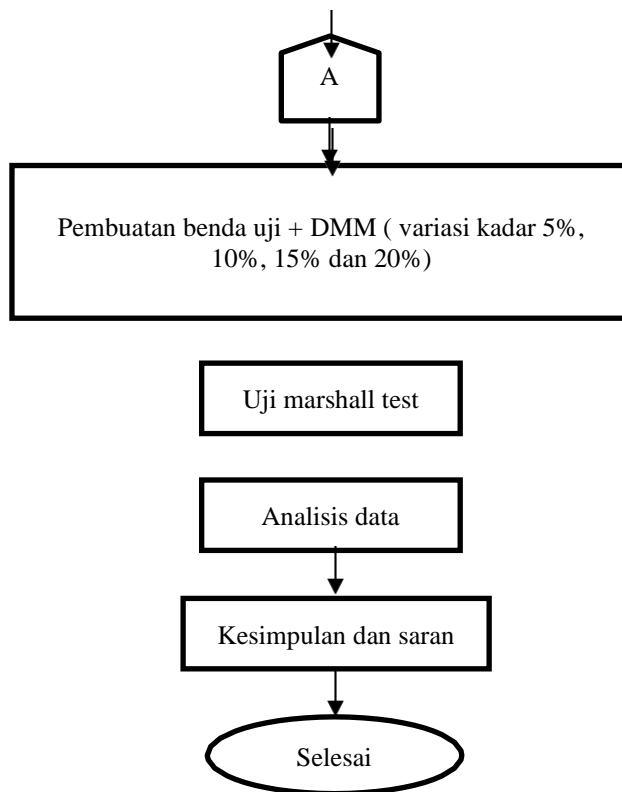 A
Pembuatan benda uji + DMM ( variasi kadar 5%,
10%, 15% dan 20%)
Uji marshall test
Analisis data
Kesimpulan dan saran
Selesai